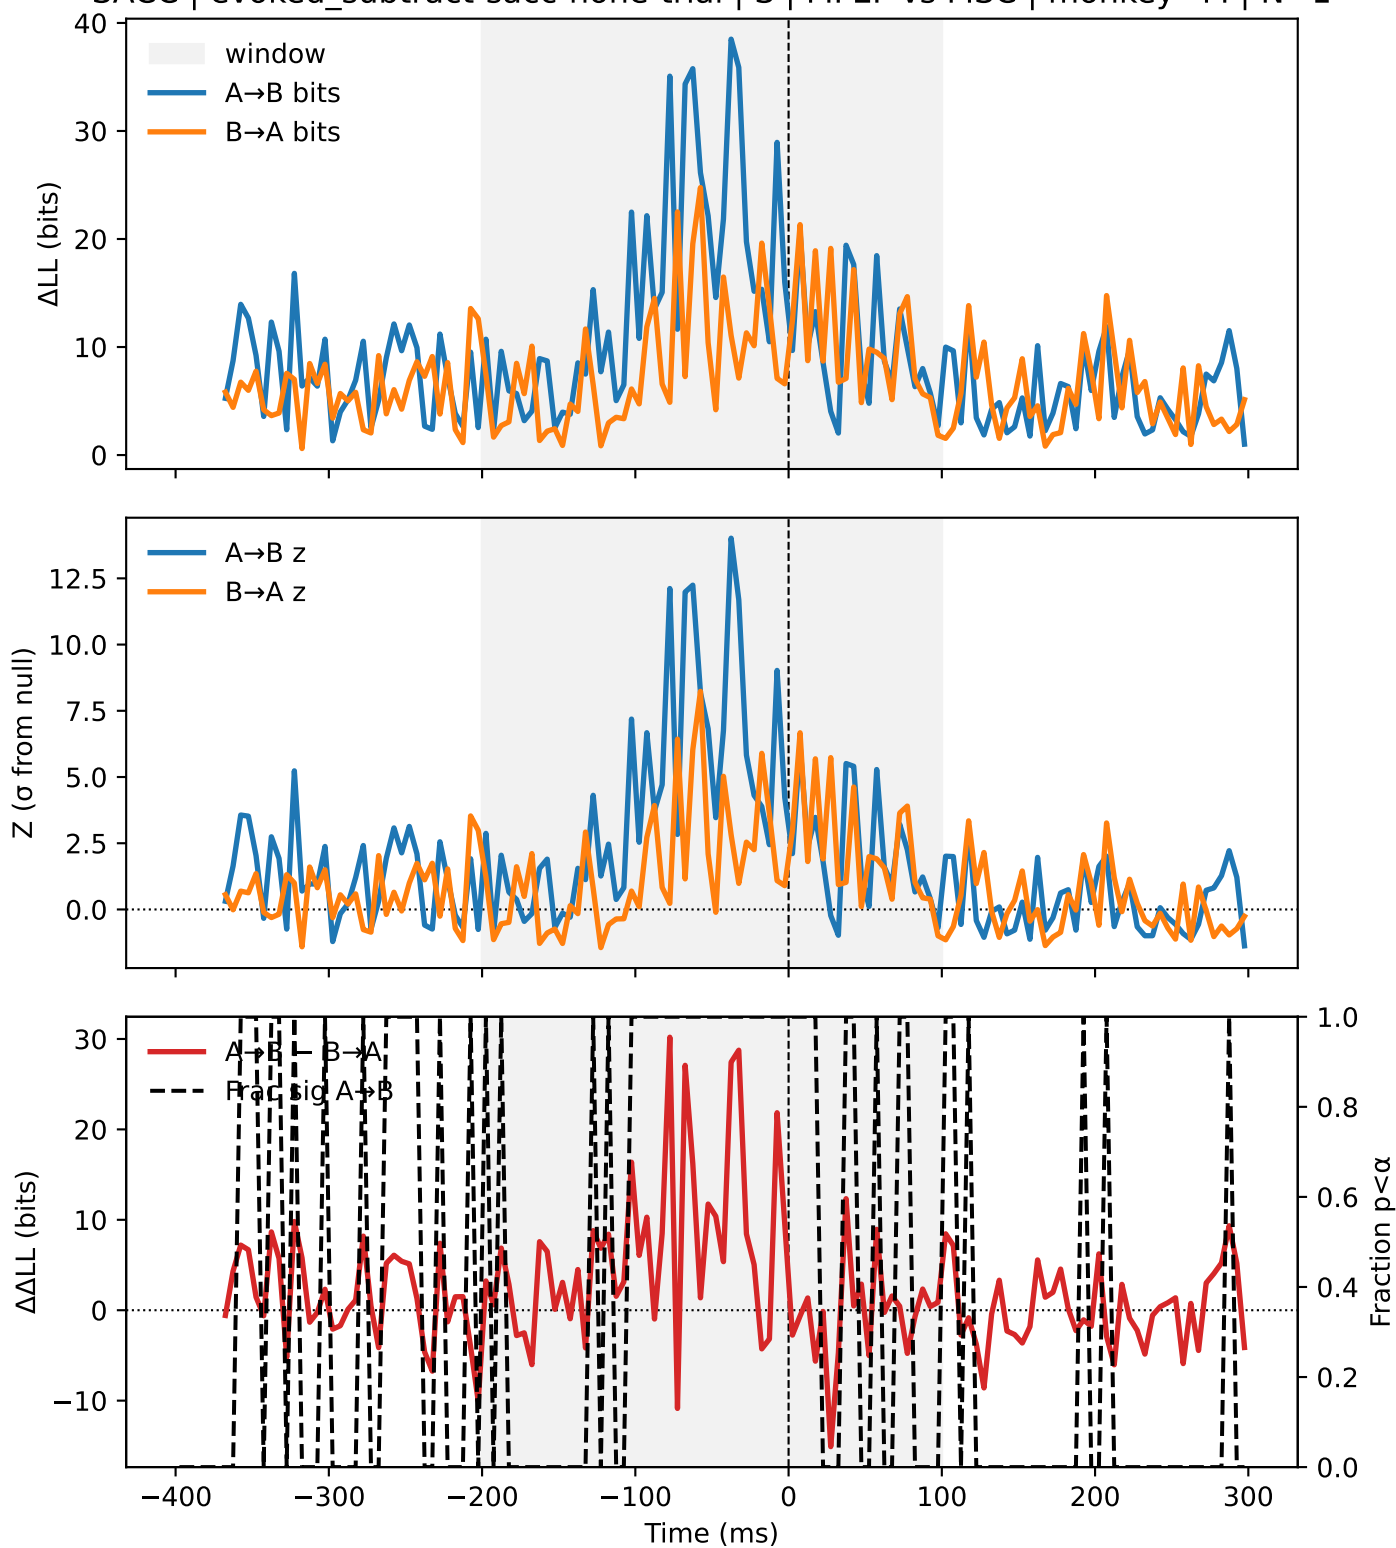 40
30
20
10
0
ΔLL (bits)
window
A→B bits
B→A bits
12.5
10.0
7.5
5.0
2.5
0.0
Z (σ from null)
A→B z
B→A z
30
20
10
0
−10
ΔΔLL (bits)
A→B − B→A
Frac sig A→B
1.0
0.8
0.6
0.4
0.2
0.0
Fraction p<α
−400 −300 −200 −100 0 100 200 300
Time (ms)